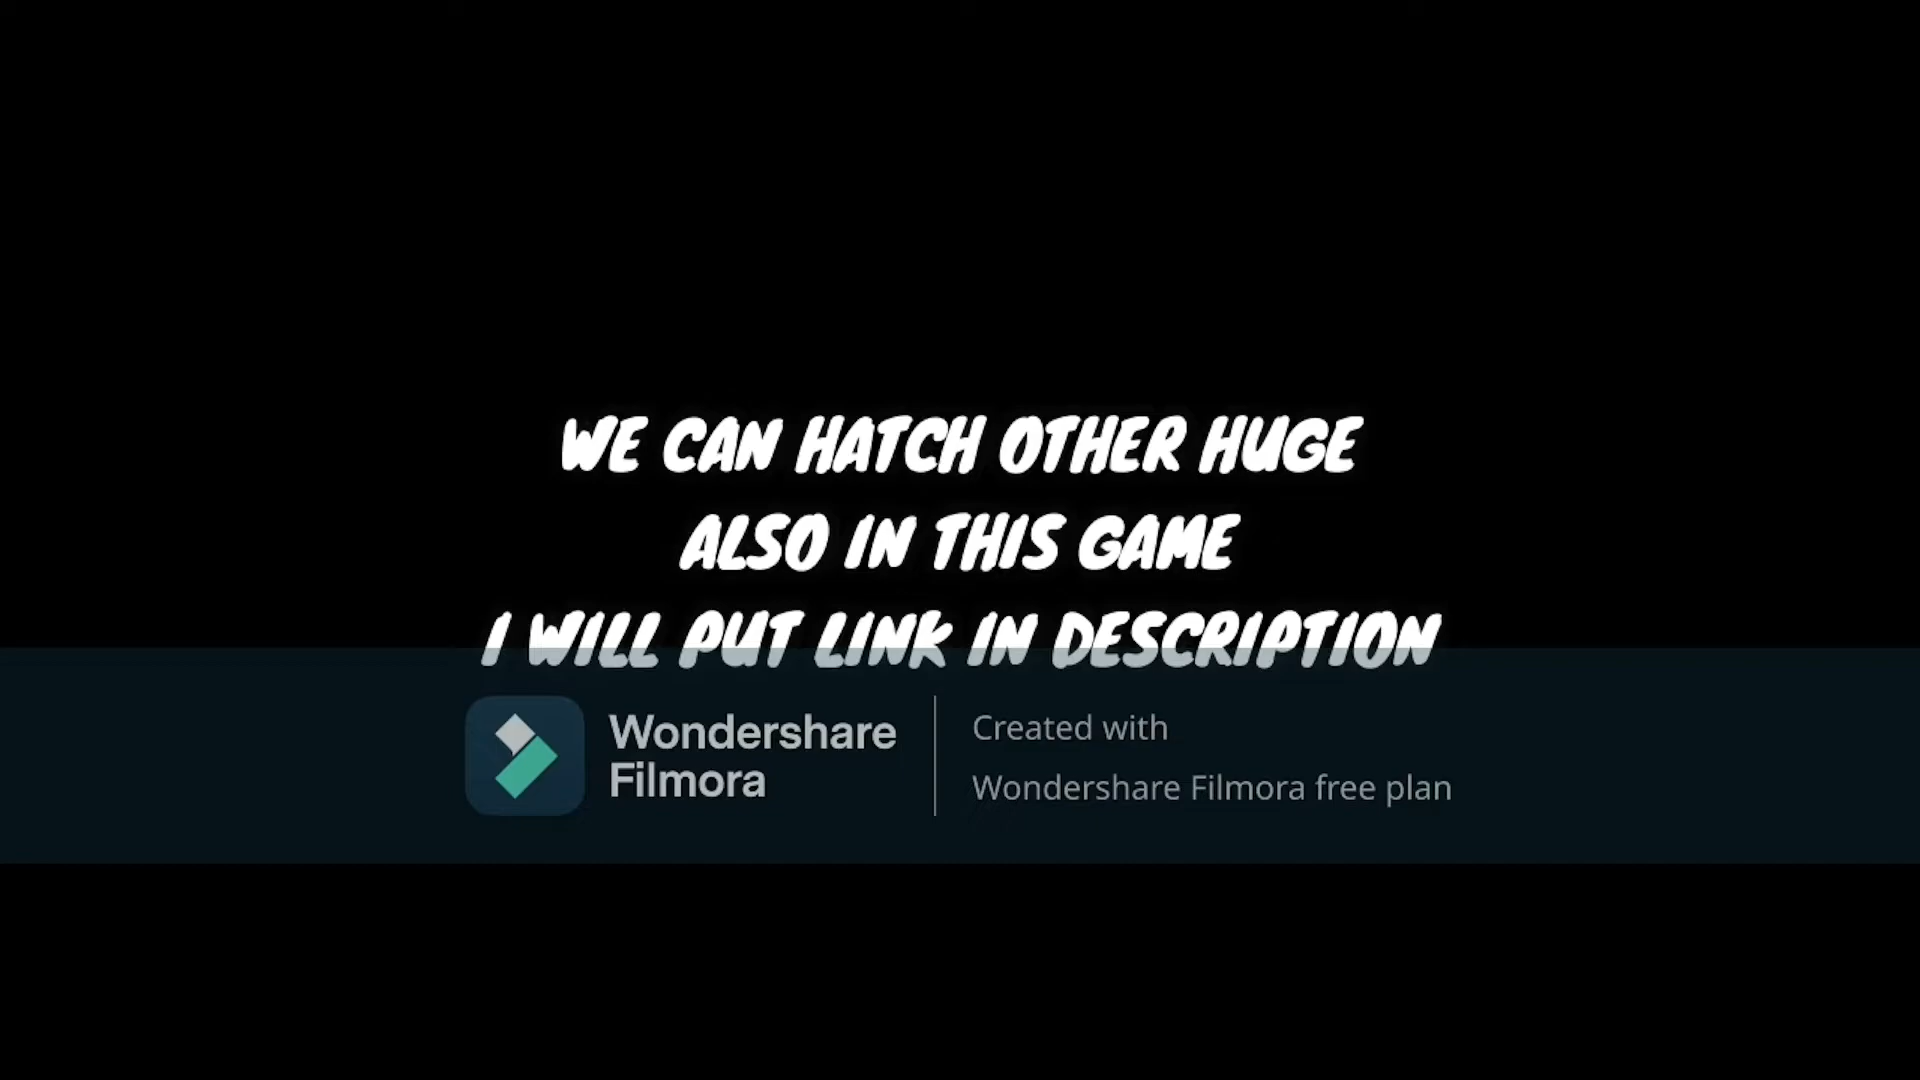 WE CAN HATCH OTHER HUGE
ALSO IN THIS GAME
I WILL PUT LINK IN DESCRIPTION
Wondershare
Filmora
Created with
Wondershare Filmora free plan